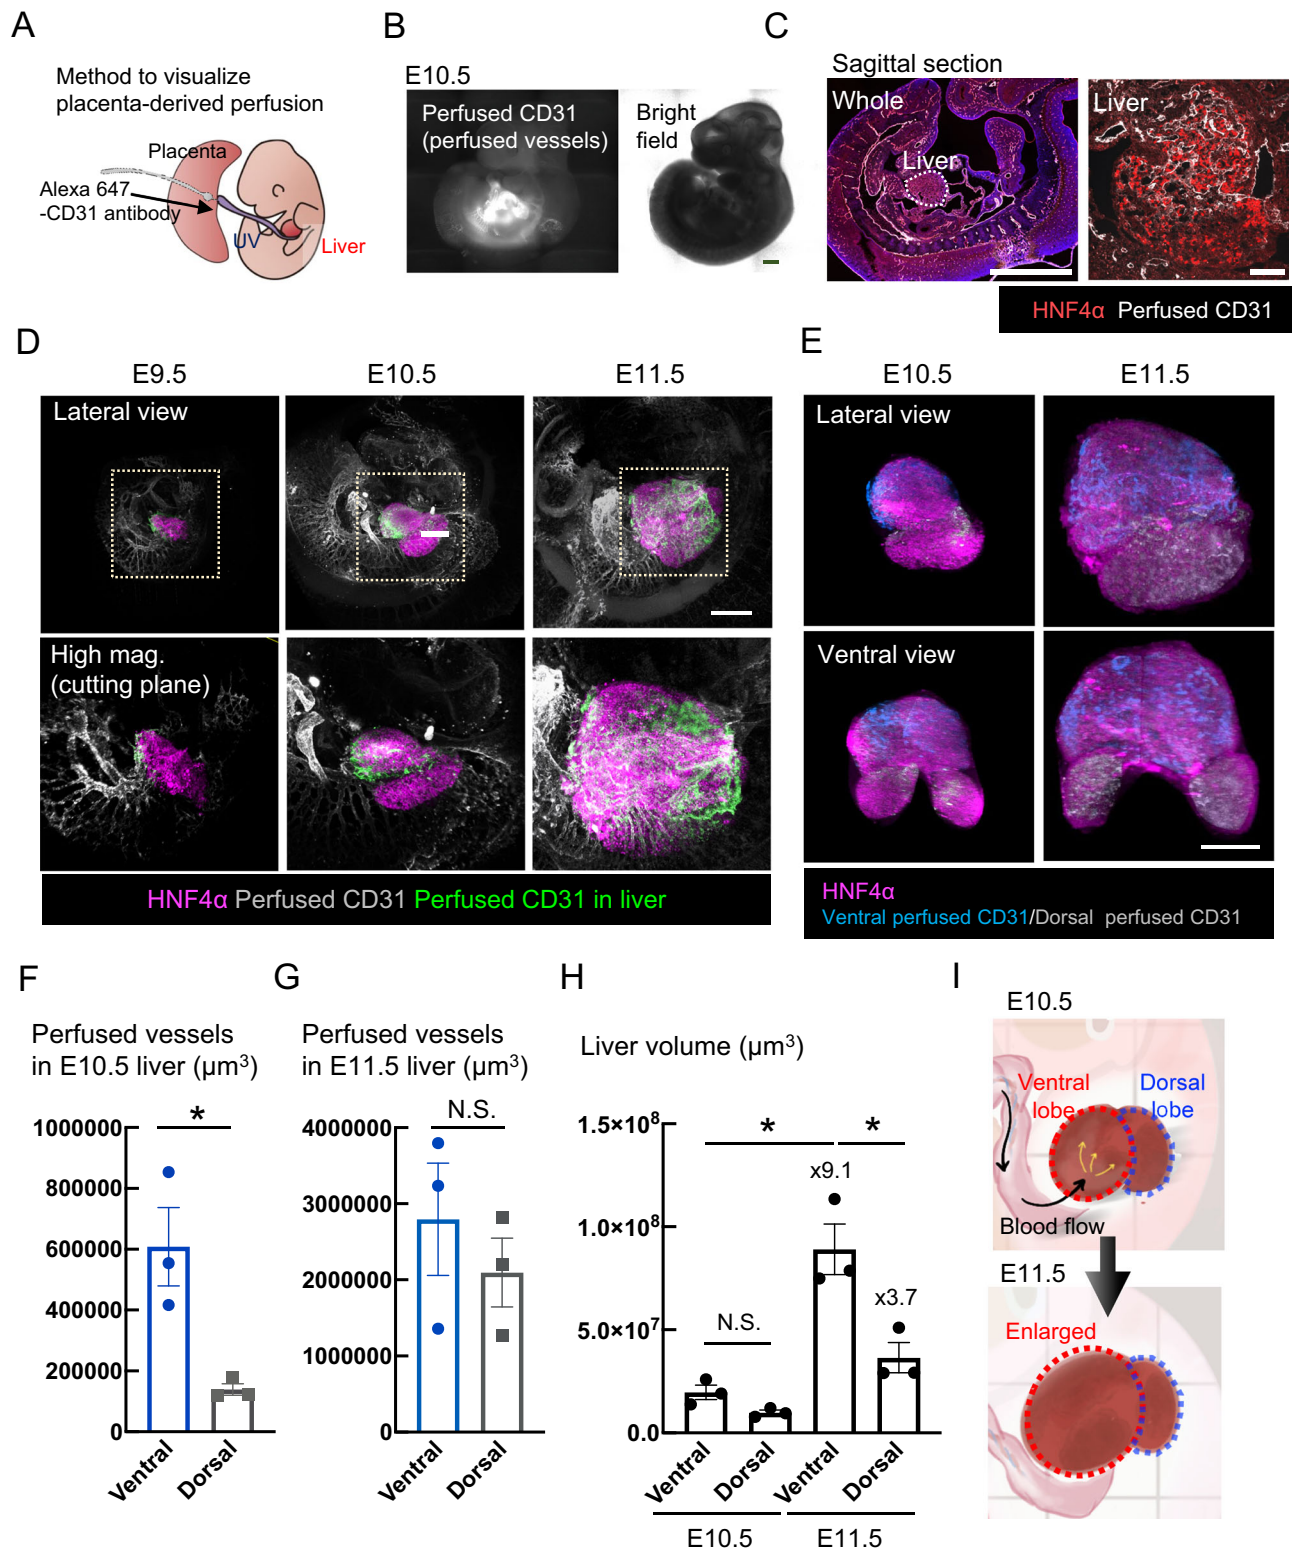 A
Method to visualize
placenta-derived perfusion
Placenta
Alexa 647
-CD31 antibody
UV
Liver
B
E10.5
Perfused CD31
(perfused vessels)
Bright
field
C
Sagittal section
Whole
Liver
Liver
HNF4α Perfused CD31
D
E9.5
E10.5
E11.5
Lateral view
High mag.
(cutting plane)
HNF4α Perfused CD31 Perfused CD31 in liver
E
E10.5
E11.5
Lateral view
Ventral view
HNF4α
Ventral perfused CD31/Dorsal perfused CD31
F
Perfused vessels
in E10.5 liver (µm³)
*
1000000
800000
600000
400000
200000
0
Ventral
Dorsal
G
Perfused vessels
in E11.5 liver (µm³)
N.S.
4000000
3000000
2000000
1000000
0
Ventral
Dorsal
H
Liver volume (µm³)
1.5×10⁸
1.0×10⁸
5.0×10⁷
0.0
*
*
x9.1
x3.7
N.S.
Ventral
Dorsal
Ventral
Dorsal
E10.5
E11.5
I
E10.5
Ventral
lobe
Dorsal
lobe
Blood flow
E11.5
Enlarged